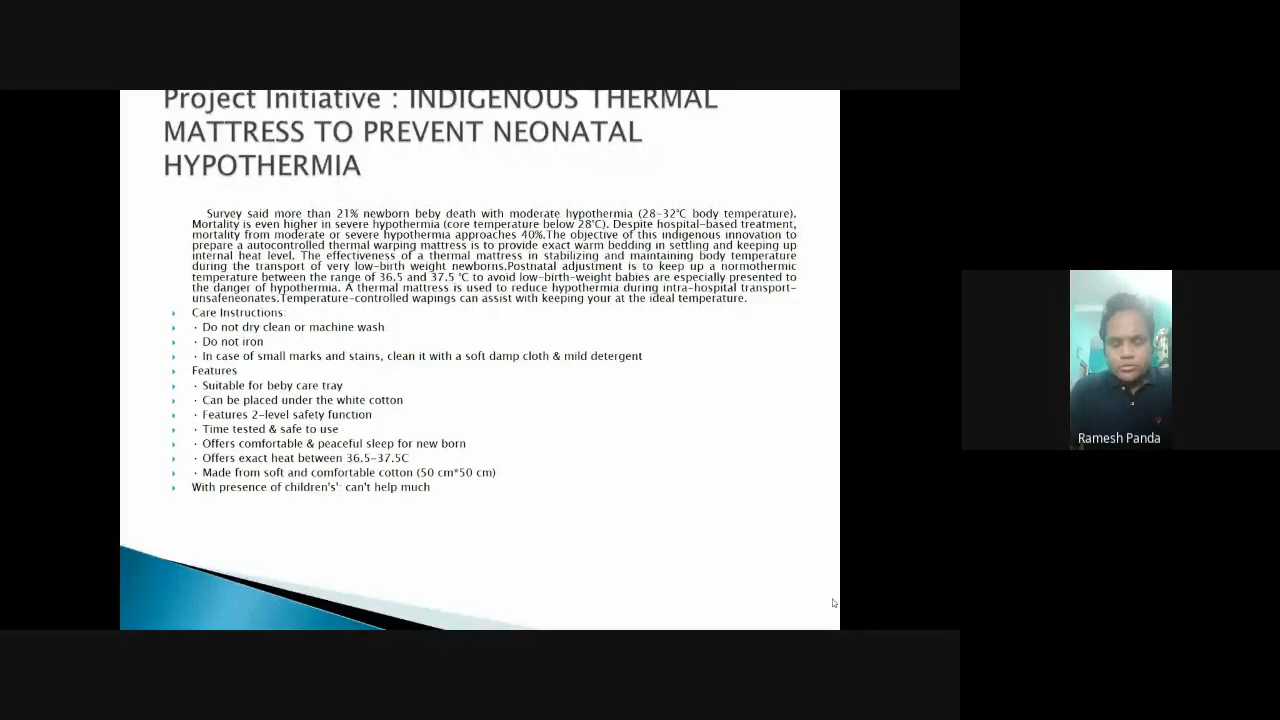 Project Initiative : INDIGENOUS THERMAL
MATTRESS TO PREVENT NEONATAL
HYPOTHERMIA
Survey said more than 21% newborn beby death with moderate hypothermia (28-32°C body temperature).
Mortality is even higher in severe hypothermia (core temperature below 28°C). Despite hospital-based treatment,
mortality from moderate or severe hypothermia approaches 40%.The objective of this indigenous innovation to
prepare a autocontrolled thermal warping mattress is to provide exact warm bedding in settling and keeping up
internal heat level. The effectiveness of a thermal mattress in stabilizing and maintaining body temperature
during the transport of very low-birth weight newborns.Postnatal adjustment is to keep up a normothermic
temperature between the range of 36.5 and 37.5 °C to avoid low-birth-weight babies are especially presented to
the danger of hypothermia. A thermal mattress is used to reduce hypothermia during intra-hospital transport-
unsafeneonates.Temperature-controlled wapings can assist with keeping your at the ideal temperature.
Care Instructions:
· Do not dry clean or machine wash
· Do not iron
· In case of small marks and stains, clean it with a soft damp cloth & mild detergent
Features
· Suitable for beby care tray
· Can be placed under the white cotton
· Features 2-level safety function
· Time tested & safe to use
· Offers comfortable & peaceful sleep for new born
· Offers exact heat between 36.5-37.5C
· Made from soft and comfortable cotton (50 cm*50 cm)
With presence of children's': can't help much
Ramesh Panda